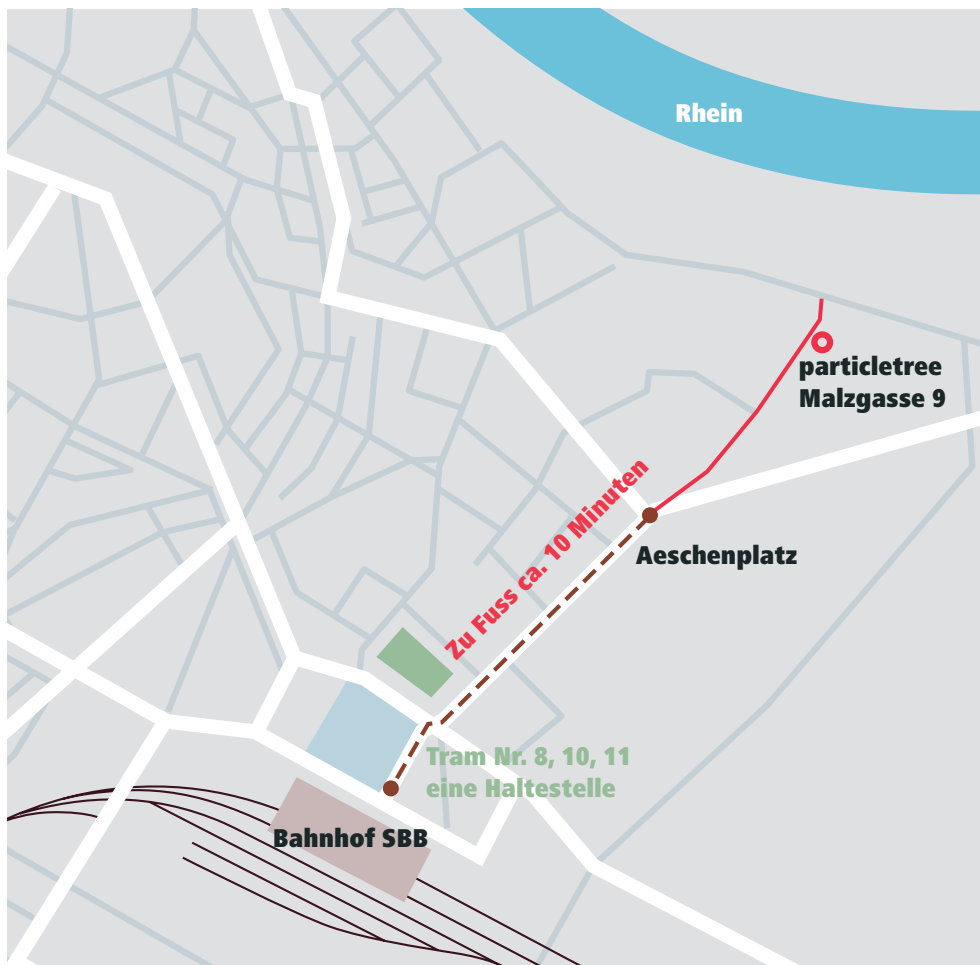 Rhein
particletree
Malzgasse 9
Zu Fuss ca. 10 Minuten
Aeschenplatz
Tram Nr. 8, 10, 11
eine Haltestelle
Bahnhof SBB